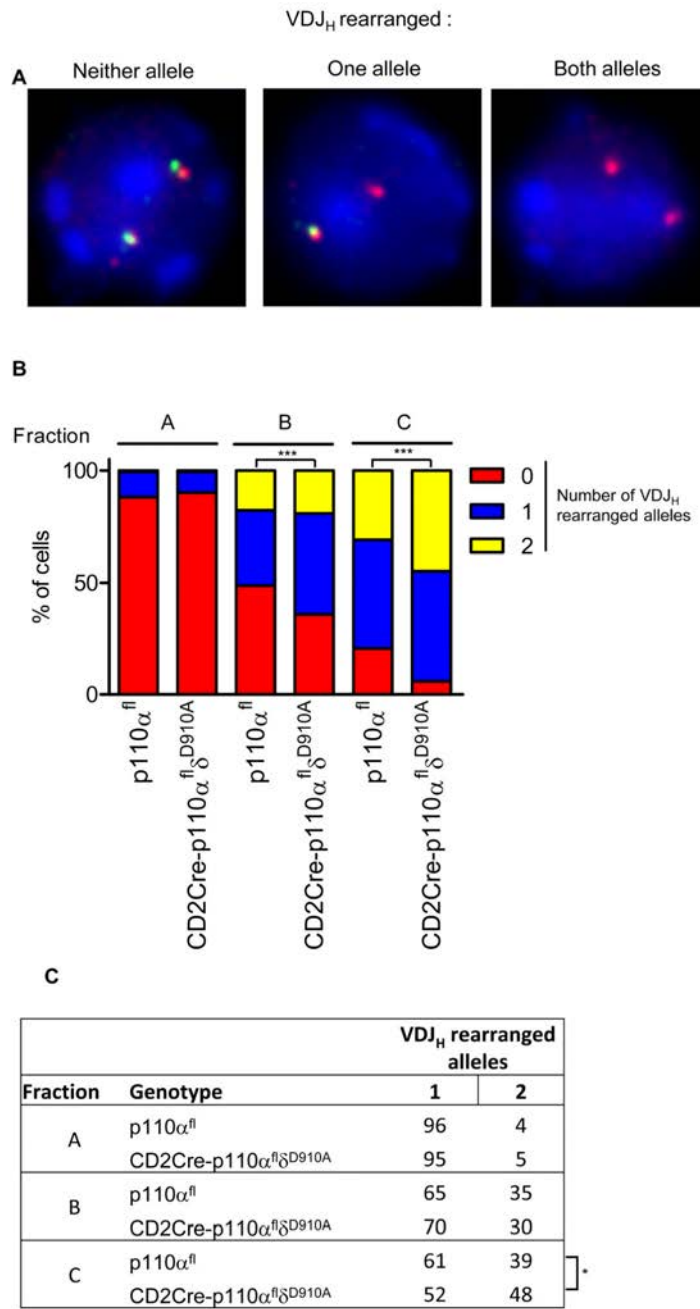 VDJH rearranged :
Neither allele One allele Both alleles
A
B
Fraction A B C
*** ***
100
50
0
% of cells
0
1
2
Number of VDJH
rearranged alleles
p110αfl
CD2Cre-p110αflδD910A
p110αfl
CD2Cre-p110αflδD910A
p110αfl
CD2Cre-p110αflδD910A
C
VDJH rearranged
alleles
Fraction Genotype 1 2
A
p110αfl 96 4
CD2Cre-p110αflδD910A 95 5
B
p110αfl 65 35
CD2Cre-p110αflδD910A 70 30
C
p110αfl 61 39
CD2Cre-p110αflδD910A 52 48
*